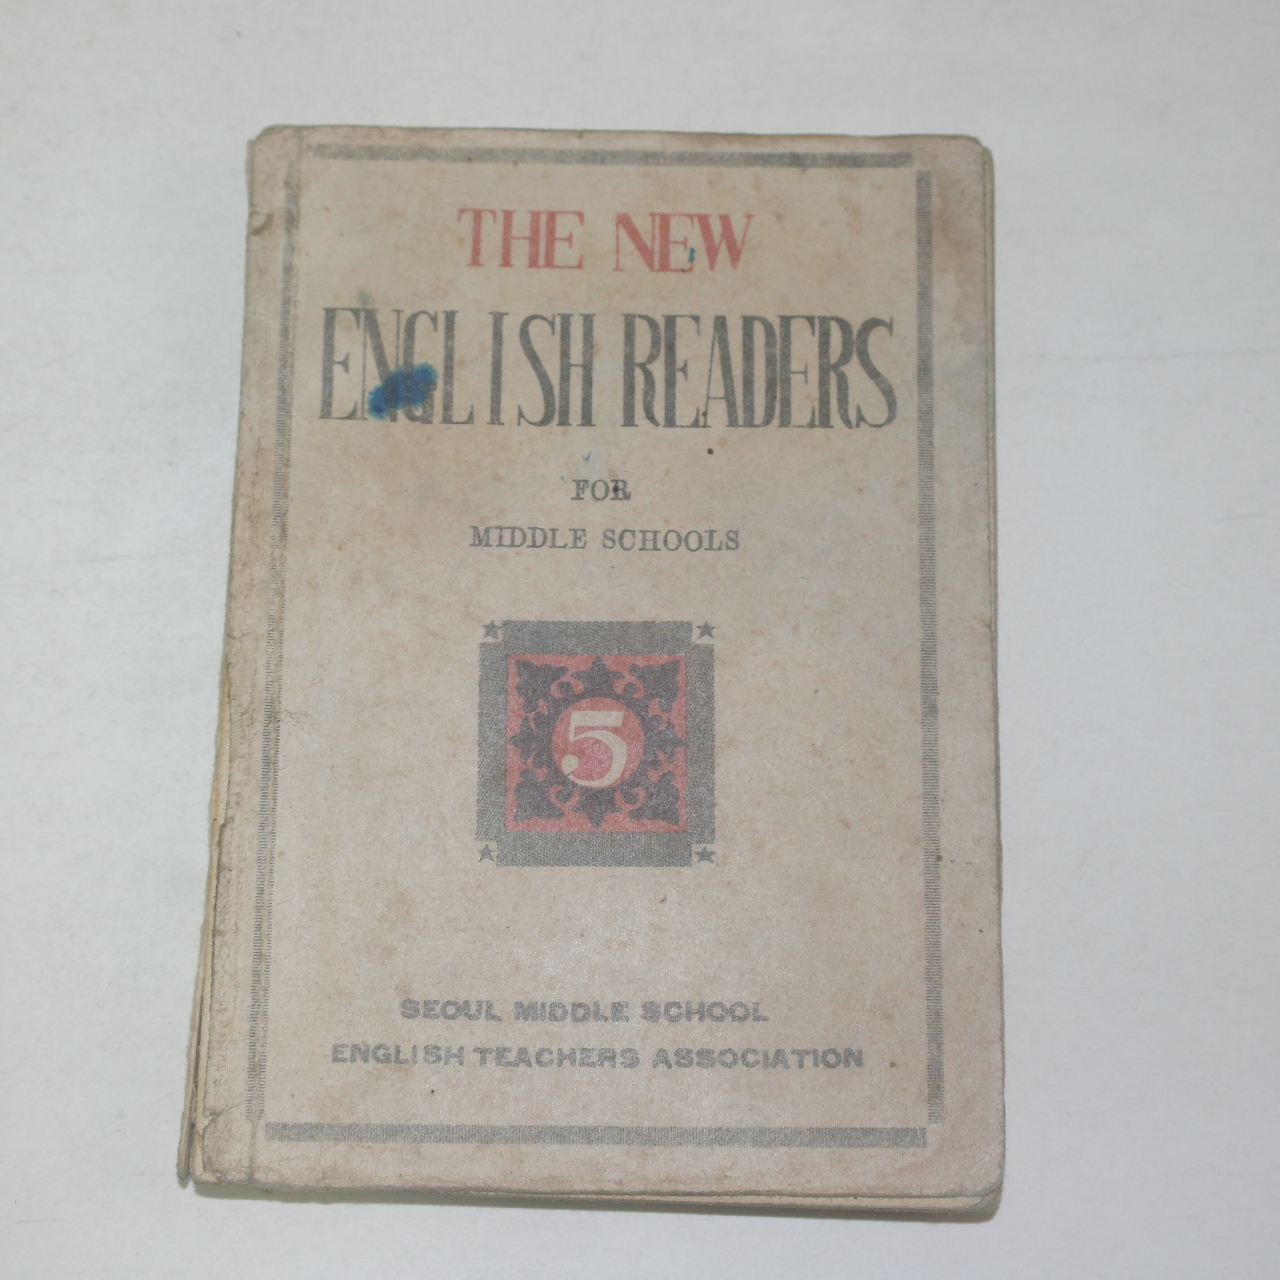 THE NEW
ENGLISH READERS
FOR
MIDDLE SCHOOLS
5
SEOUL MIDDLE SCHOOL
ENGLISH TEACHERS ASSOCIATION